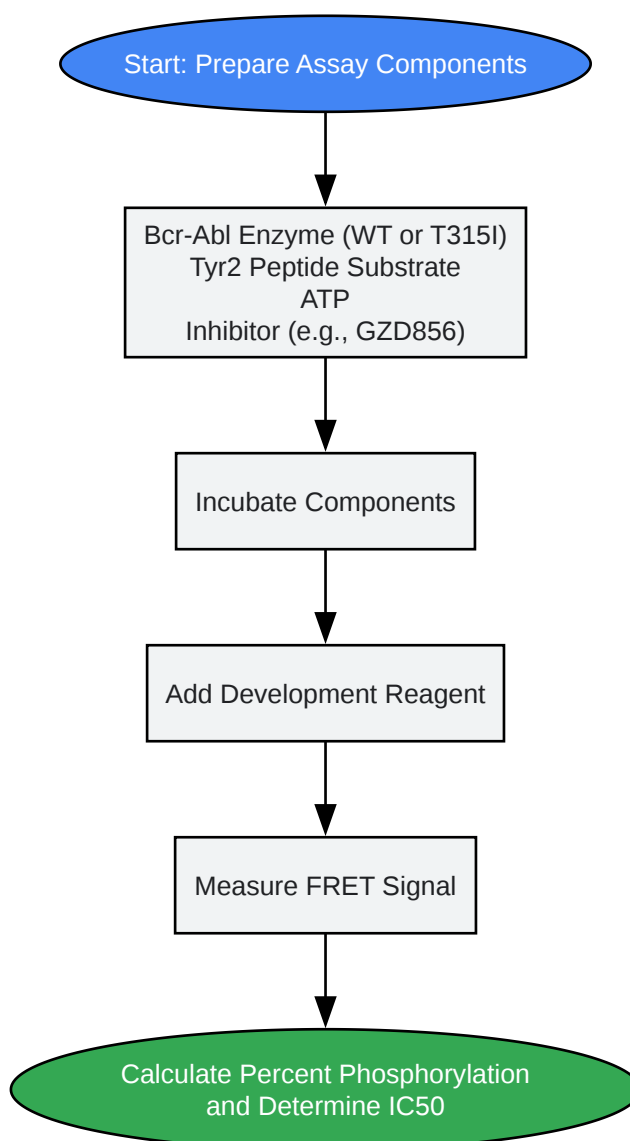 Start: Prepare Assay Components
Bcr-Abl Enzyme (WT or T315I)
Tyr2 Peptide Substrate
ATP
Inhibitor (e.g., GZD856)
Incubate Components
Add Development Reagent
Measure FRET Signal
Calculate Percent Phosphorylation
and Determine IC50